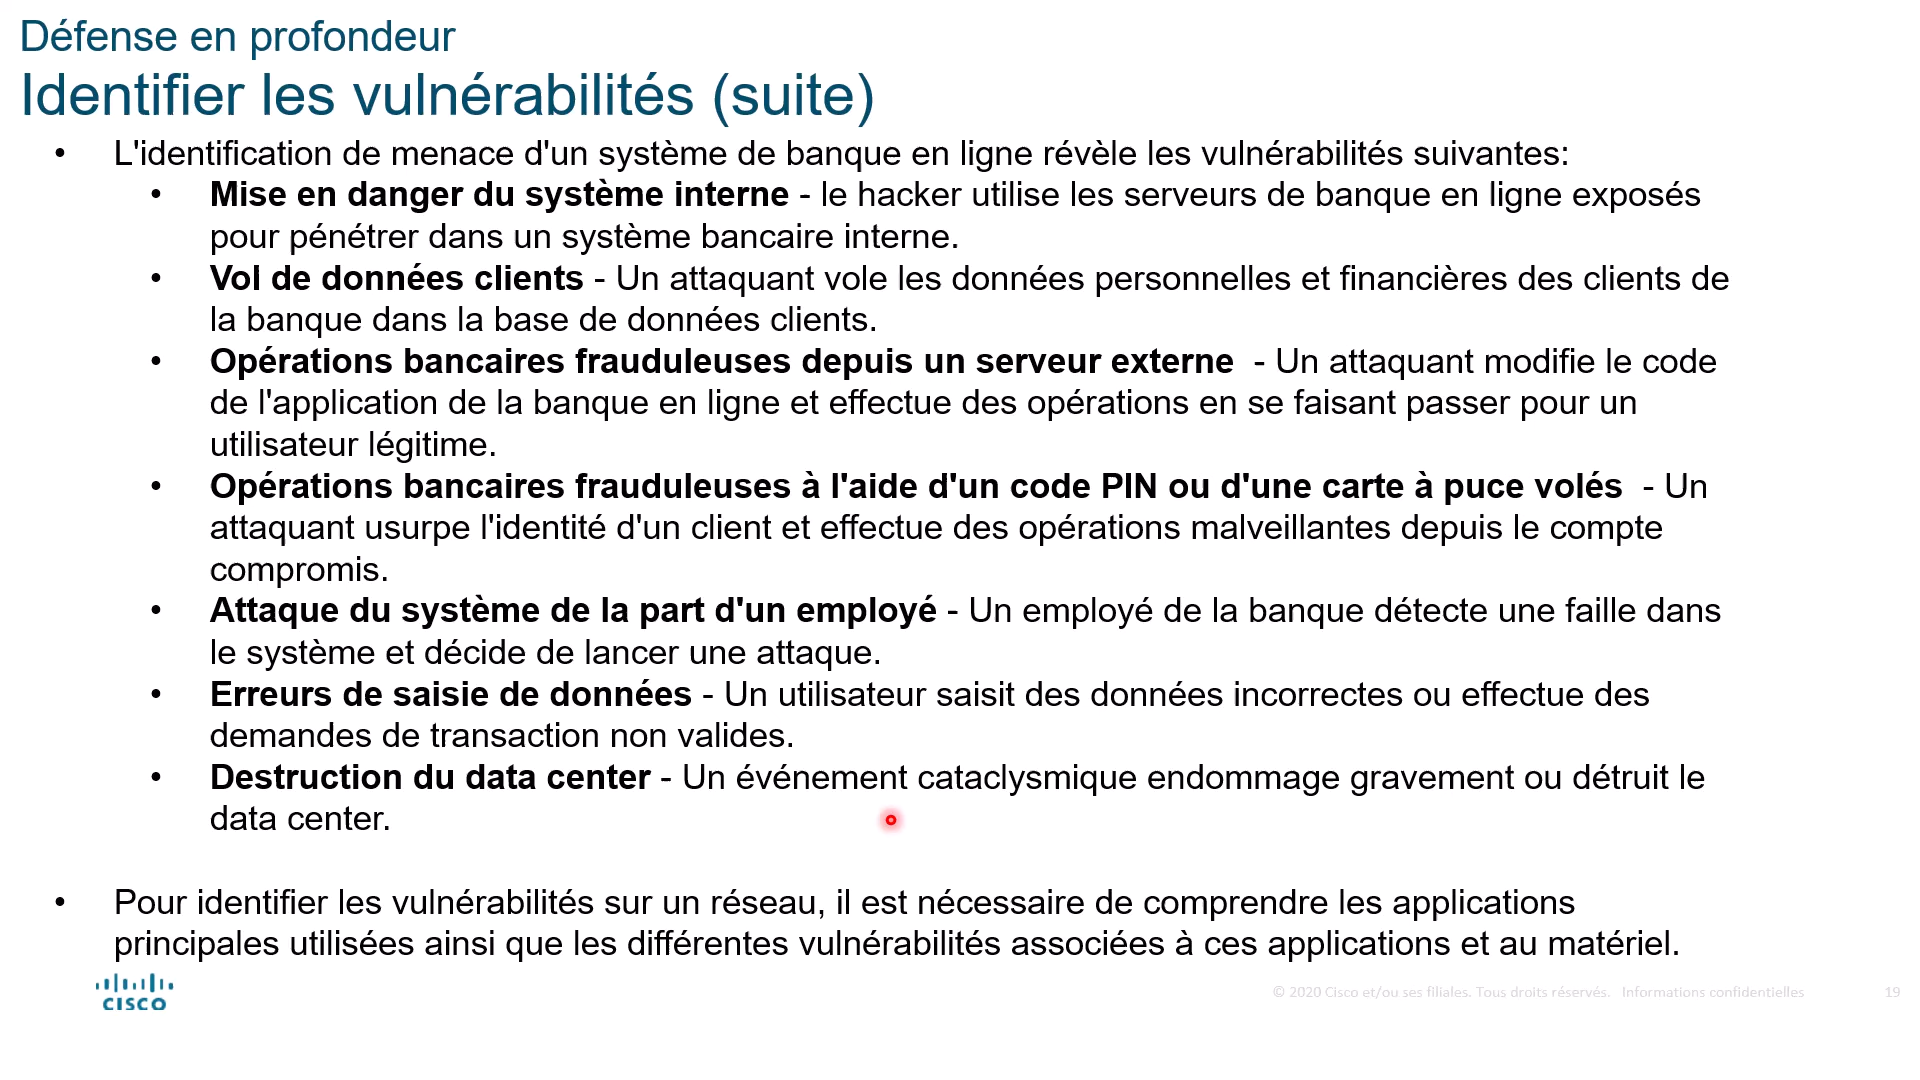 Défense en profondeur
Identifier les vulnérabilités (suite)
• L'identification de menace d'un système de banque en ligne révèle les vulnérabilités suivantes:
• Mise en danger du système interne - le hacker utilise les serveurs de banque en ligne exposés
pour pénétrer dans un système bancaire interne.
• Vol de données clients - Un attaquant vole les données personnelles et financières des clients de
la banque dans la base de données clients.
• Opérations bancaires frauduleuses depuis un serveur externe - Un attaquant modifie le code
de l'application de la banque en ligne et effectue des opérations en se faisant passer pour un
utilisateur légitime.
• Opérations bancaires frauduleuses à l'aide d'un code PIN ou d'une carte à puce volés - Un
attaquant usurpe l'identité d'un client et effectue des opérations malveillantes depuis le compte
compromis.
• Attaque du système de la part d'un employé - Un employé de la banque détecte une faille dans
le système et décide de lancer une attaque.
• Erreurs de saisie de données - Un utilisateur saisit des données incorrectes ou effectue des
demandes de transaction non valides.
• Destruction du data center - Un événement cataclysmique endommage gravement ou détruit le
data center.
• Pour identifier les vulnérabilités sur un réseau, il est nécessaire de comprendre les applications
principales utilisées ainsi que les différentes vulnérabilités associées à ces applications et au matériel.
CISCO
© 2020 Cisco et/ou ses filiales. Tous droits réservés. Informations confidentielles 19